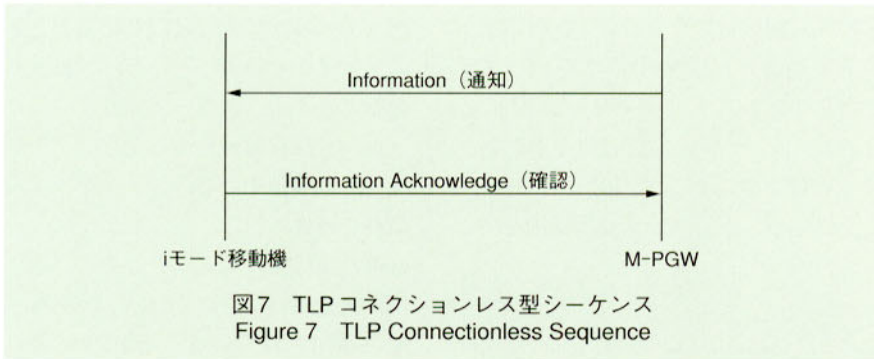 Information（通知）
Information Acknowledge（確認）
iモード移動機
M-PGW
図7 TLPコネクションレス型シーケンス
Figure 7 TLP Connectionless Sequence